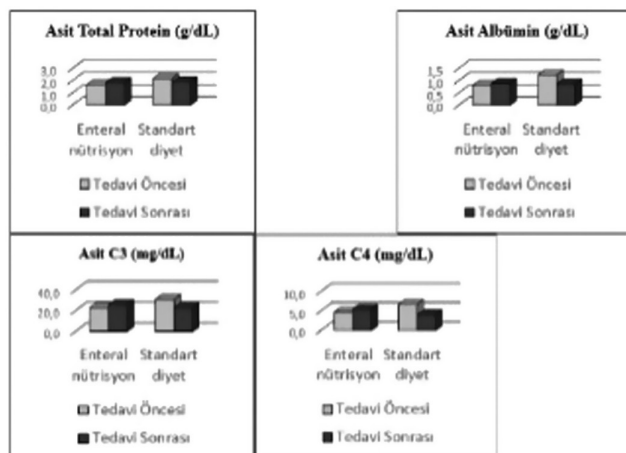 Asit Total Protein (g/dL)
3,0
2,0
1,0
0,0
Enteral nütrisyon
Standart diyet
Tedavi Öncesi
Tedavi Sonrası
Asit Albümin (g/dL)
1,5
1,0
0,5
0,0
Enteral nütrisyon
Standart diyet
Tedavi Öncesi
Tedavi Sonrası
Asit C3 (mg/dL)
40,0
20,0
0,0
Enteral nütrisyon
Standart diyet
Tedavi Öncesi
Tedavi Sonrası
Asit C4 (mg/dL)
10,0
5,0
0,0
Enteral nütrisyon
Standart diyet
Tedavi Öncesi
Tedavi Sonrası